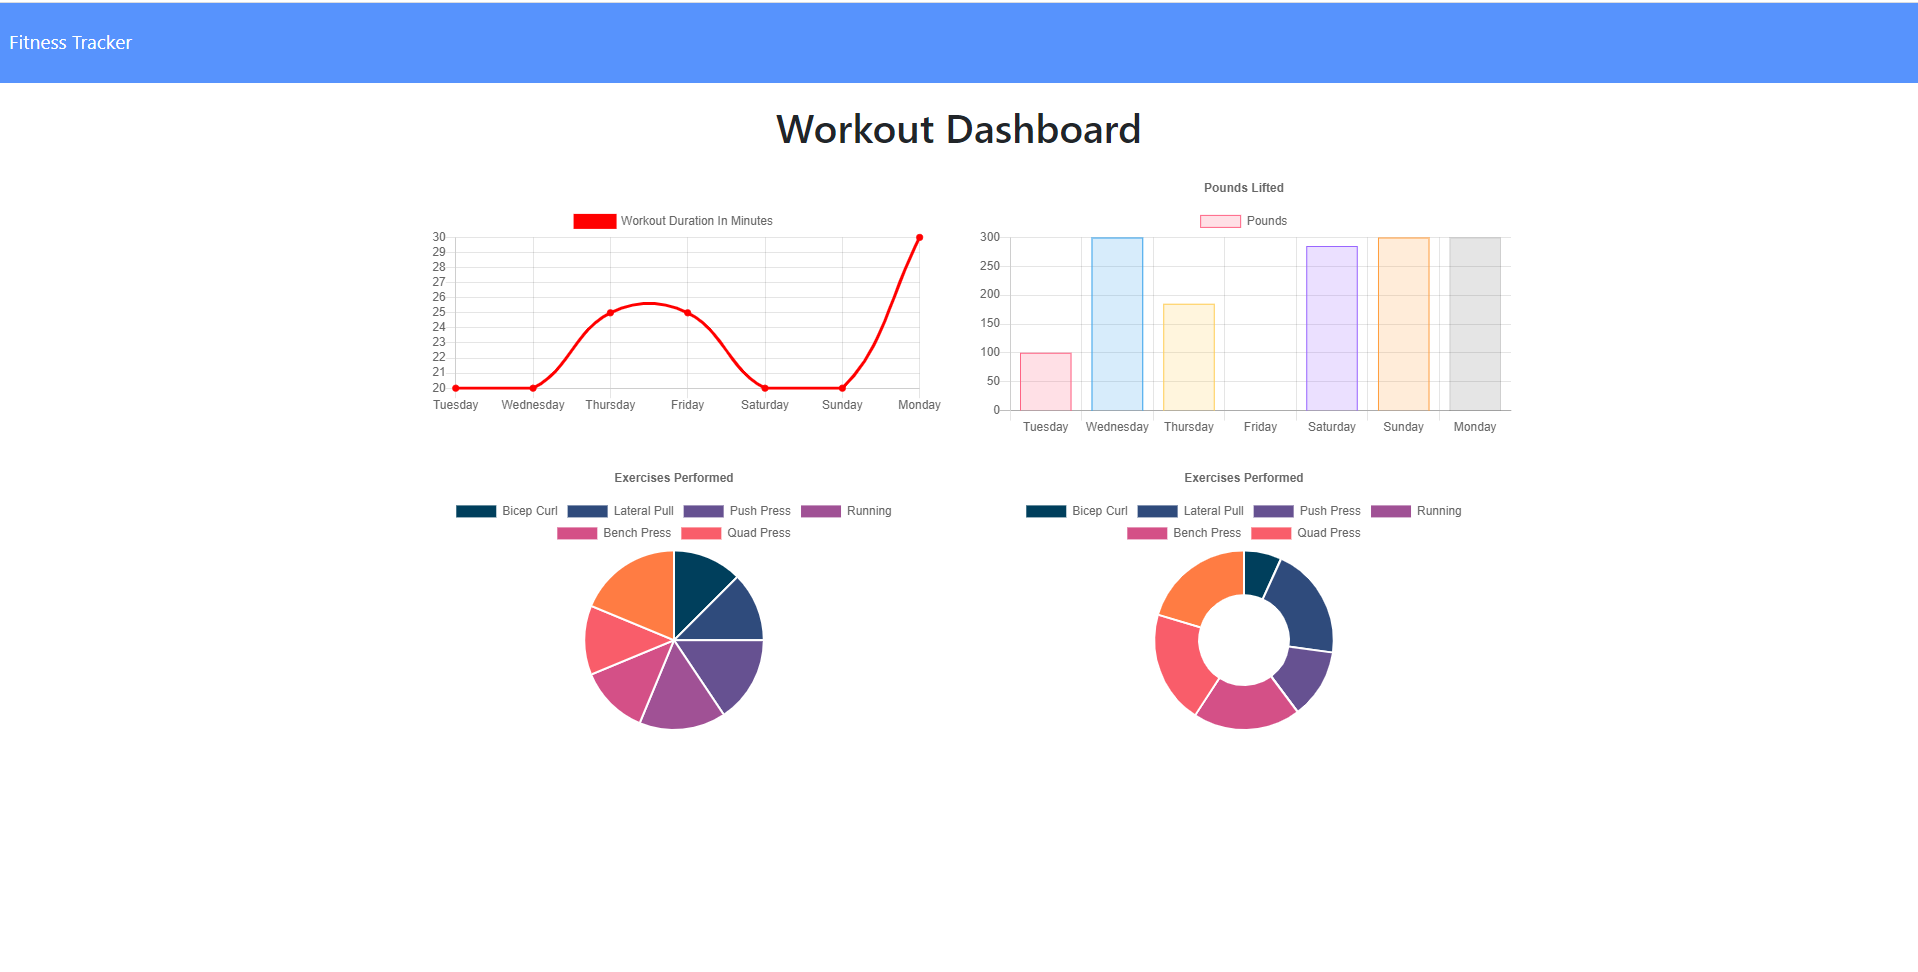 Fitness Tracker
Workout Dashboard
Workout Duration In Minutes
30
29
28
27
26
25
24
23
22
21
20
Tuesday Wednesday Thursday Friday Saturday Sunday Monday
Pounds Lifted
Pounds
300
250
200
150
100
50
0
Tuesday Wednesday Thursday Friday Saturday Sunday Monday
Exercises Performed
Bicep Curl Lateral Pull Push Press Running
Bench Press Quad Press
Exercises Performed
Bicep Curl Lateral Pull Push Press Running
Bench Press Quad Press